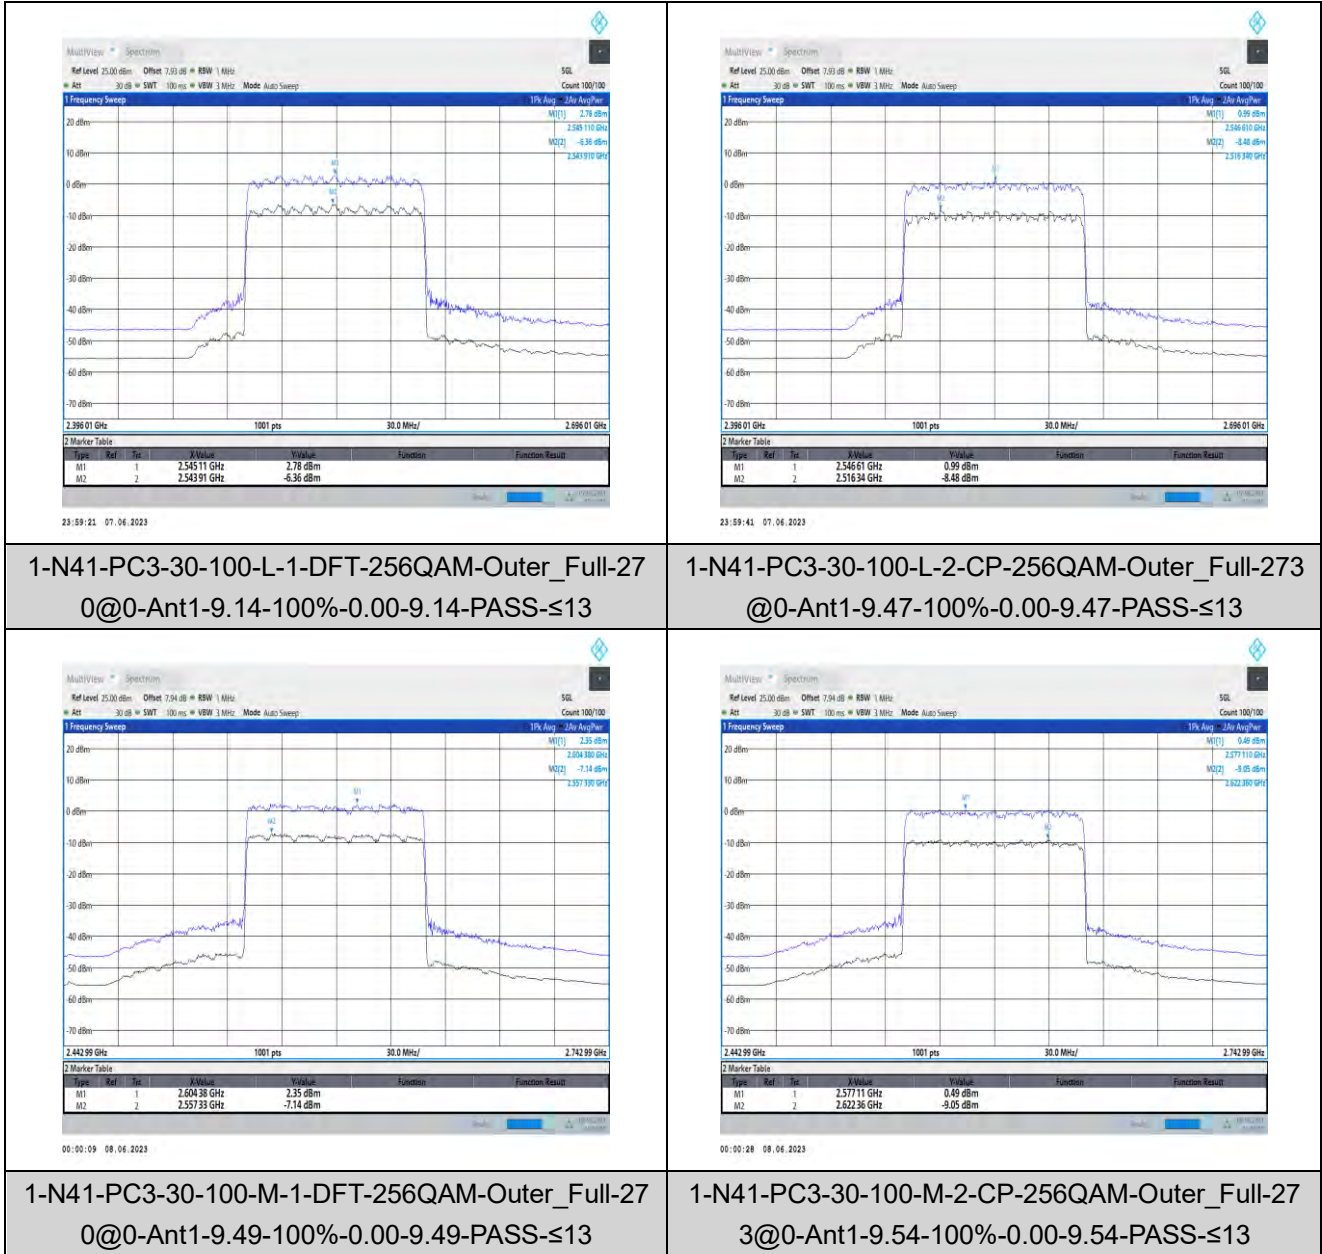 MultiView Spectrum
Ref Level 25.00 dBm Offset 7.93 dB RBW 1 MHz SGL
Att 30 dB SWT 100 ms VBW 3 MHz Mode Auto Sweep Count 100/100
1 Frequency Sweep 1Pk Avg 2Av AvgPwr
M1[1] 2.78 dBm
2.545 110 GHz
M2[2] -6.36 dBm
2.543 910 GHz
20 dBm
10 dBm
M1
0 dBm
M2
-10 dBm
-20 dBm
-30 dBm
-40 dBm
-50 dBm
-60 dBm
-70 dBm
2.396 01 GHz 1001 pts 30.0 MHz/ 2.696 01 GHz
2 Marker Table
Type Ref Trc X-Value Y-Value Function Function Result
M1 1 2.545 11 GHz 2.78 dBm
M2 2 2.543 91 GHz -6.36 dBm
23:59:21 07.06.2023
1-N41-PC3-30-100-L-1-DFT-256QAM-Outer_Full-27
0@0-Ant1-9.14-100%-0.00-9.14-PASS-≤13
MultiView Spectrum
Ref Level 25.00 dBm Offset 7.93 dB RBW 1 MHz SGL
Att 30 dB SWT 100 ms VBW 3 MHz Mode Auto Sweep Count 100/100
1 Frequency Sweep 1Pk Avg 2Av AvgPwr
M1[1] 0.99 dBm
2.546 610 GHz
M2[2] -8.48 dBm
2.516 340 GHz
20 dBm
10 dBm
M1
0 dBm
M2
-10 dBm
-20 dBm
-30 dBm
-40 dBm
-50 dBm
-60 dBm
-70 dBm
2.396 01 GHz 1001 pts 30.0 MHz/ 2.696 01 GHz
2 Marker Table
Type Ref Trc X-Value Y-Value Function Function Result
M1 1 2.546 61 GHz 0.99 dBm
M2 2 2.516 34 GHz -8.48 dBm
23:59:41 07.06.2023
1-N41-PC3-30-100-L-2-CP-256QAM-Outer_Full-273
@0-Ant1-9.47-100%-0.00-9.47-PASS-≤13
MultiView Spectrum
Ref Level 25.00 dBm Offset 7.94 dB RBW 1 MHz SGL
Att 30 dB SWT 100 ms VBW 3 MHz Mode Auto Sweep Count 100/100
1 Frequency Sweep 1Pk Avg 2Av AvgPwr
M1[1] 2.35 dBm
2.604 380 GHz
M2[2] -7.14 dBm
2.557 330 GHz
20 dBm
10 dBm
M1
0 dBm
M2
-10 dBm
-20 dBm
-30 dBm
-40 dBm
-50 dBm
-60 dBm
-70 dBm
2.442 99 GHz 1001 pts 30.0 MHz/ 2.742 99 GHz
2 Marker Table
Type Ref Trc X-Value Y-Value Function Function Result
M1 1 2.604 38 GHz 2.35 dBm
M2 2 2.557 33 GHz -7.14 dBm
00:00:09 08.06.2023
1-N41-PC3-30-100-M-1-DFT-256QAM-Outer_Full-27
0@0-Ant1-9.49-100%-0.00-9.49-PASS-≤13
MultiView Spectrum
Ref Level 25.00 dBm Offset 7.94 dB RBW 1 MHz SGL
Att 30 dB SWT 100 ms VBW 3 MHz Mode Auto Sweep Count 100/100
1 Frequency Sweep 1Pk Avg 2Av AvgPwr
M1[1] 0.49 dBm
2.577 110 GHz
M2[2] -9.05 dBm
2.622 360 GHz
20 dBm
10 dBm
M1
0 dBm
M2
-10 dBm
-20 dBm
-30 dBm
-40 dBm
-50 dBm
-60 dBm
-70 dBm
2.442 99 GHz 1001 pts 30.0 MHz/ 2.742 99 GHz
2 Marker Table
Type Ref Trc X-Value Y-Value Function Function Result
M1 1 2.577 11 GHz 0.49 dBm
M2 2 2.622 36 GHz -9.05 dBm
00:00:28 08.06.2023
1-N41-PC3-30-100-M-2-CP-256QAM-Outer_Full-27
3@0-Ant1-9.54-100%-0.00-9.54-PASS-≤13